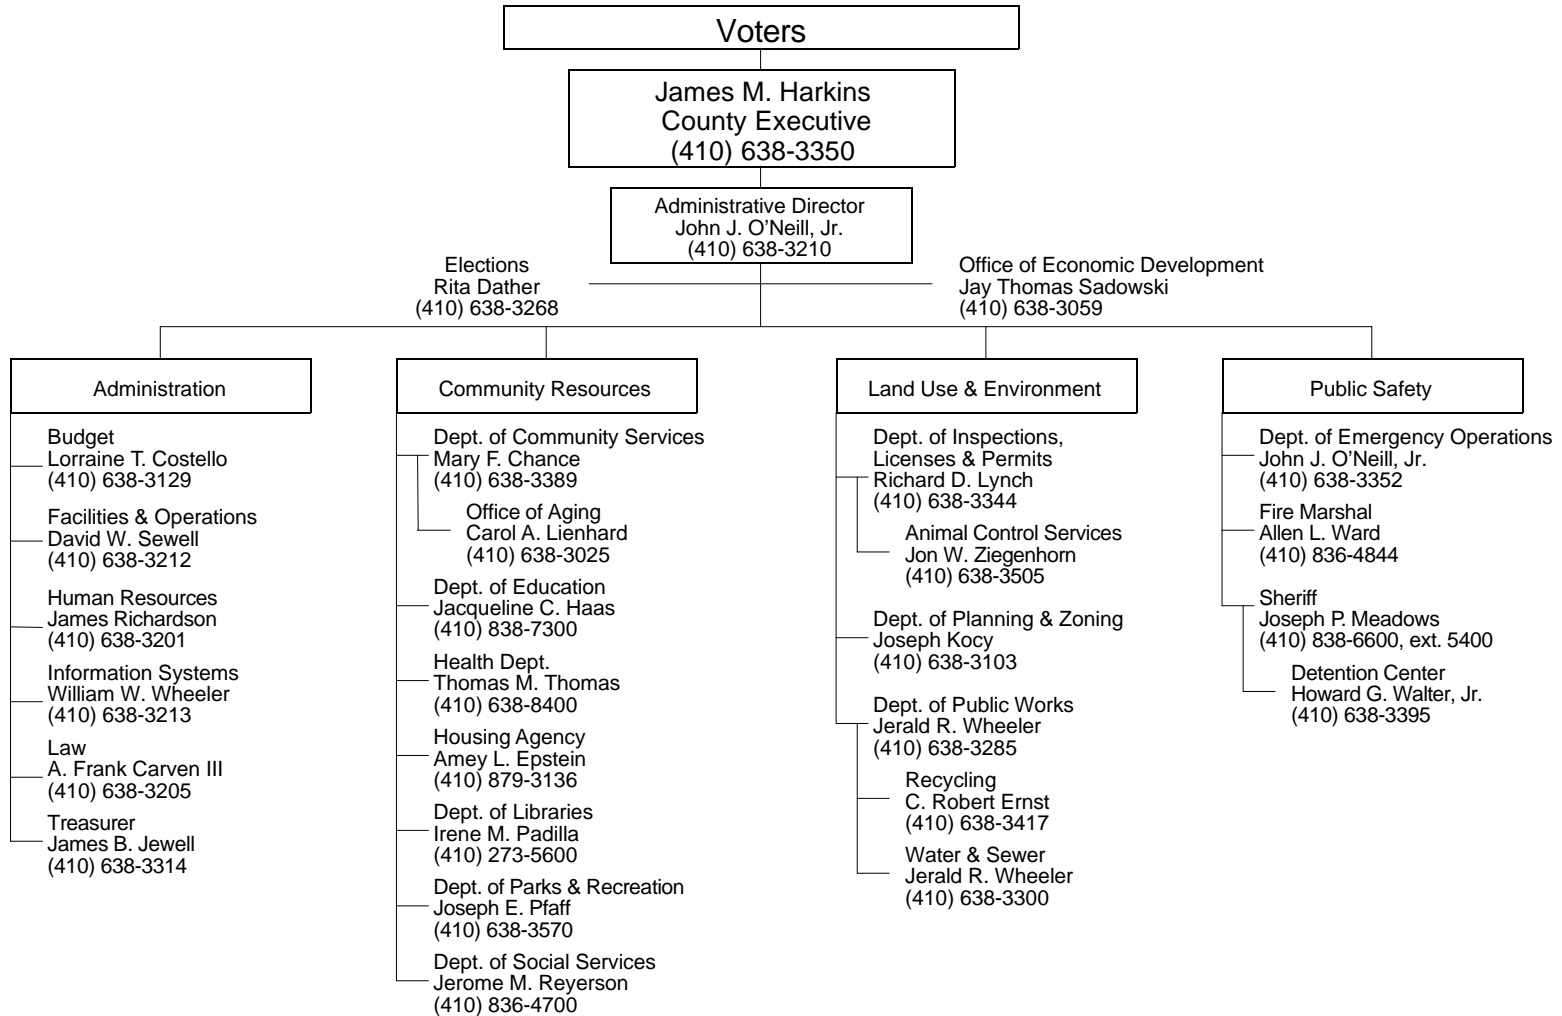 Voters
James M. Harkins
County Executive
(410) 638-3350
Administrative Director
John J. O'Neill, Jr.
(410) 638-3210
Elections
Rita Dather
(410) 638-3268
Office of Economic Development
Jay Thomas Sadowski
(410) 638-3059
Administration
Budget
Lorraine T. Costello
(410) 638-3129
Facilities & Operations
David W. Sewell
(410) 638-3212
Human Resources
James Richardson
(410) 638-3201
Information Systems
William W. Wheeler
(410) 638-3213
Law
A. Frank Carven III
(410) 638-3205
Treasurer
James B. Jewell
(410) 638-3314
Community Resources
Dept. of Community Services
Mary F. Chance
(410) 638-3389
Office of Aging
Carol A. Lienhard
(410) 638-3025
Dept. of Education
Jacqueline C. Haas
(410) 838-7300
Health Dept.
Thomas M. Thomas
(410) 638-8400
Housing Agency
Amey L. Epstein
(410) 879-3136
Dept. of Libraries
Irene M. Padilla
(410) 273-5600
Dept. of Parks & Recreation
Joseph E. Pfaff
(410) 638-3570
Dept. of Social Services
Jerome M. Reyerson
(410) 836-4700
Land Use & Environment
Dept. of Inspections,
Licenses & Permits
Richard D. Lynch
(410) 638-3344
Animal Control Services
Jon W. Ziegenhorn
(410) 638-3505
Dept. of Planning & Zoning
Joseph Kocy
(410) 638-3103
Dept. of Public Works
Jerald R. Wheeler
(410) 638-3285
Recycling
C. Robert Ernst
(410) 638-3417
Water & Sewer
Jerald R. Wheeler
(410) 638-3300
Public Safety
Dept. of Emergency Operations
John J. O'Neill, Jr.
(410) 638-3352
Fire Marshal
Allen L. Ward
(410) 836-4844
Sheriff
Joseph P. Meadows
(410) 838-6600, ext. 5400
Detention Center
Howard G. Walter, Jr.
(410) 638-3395